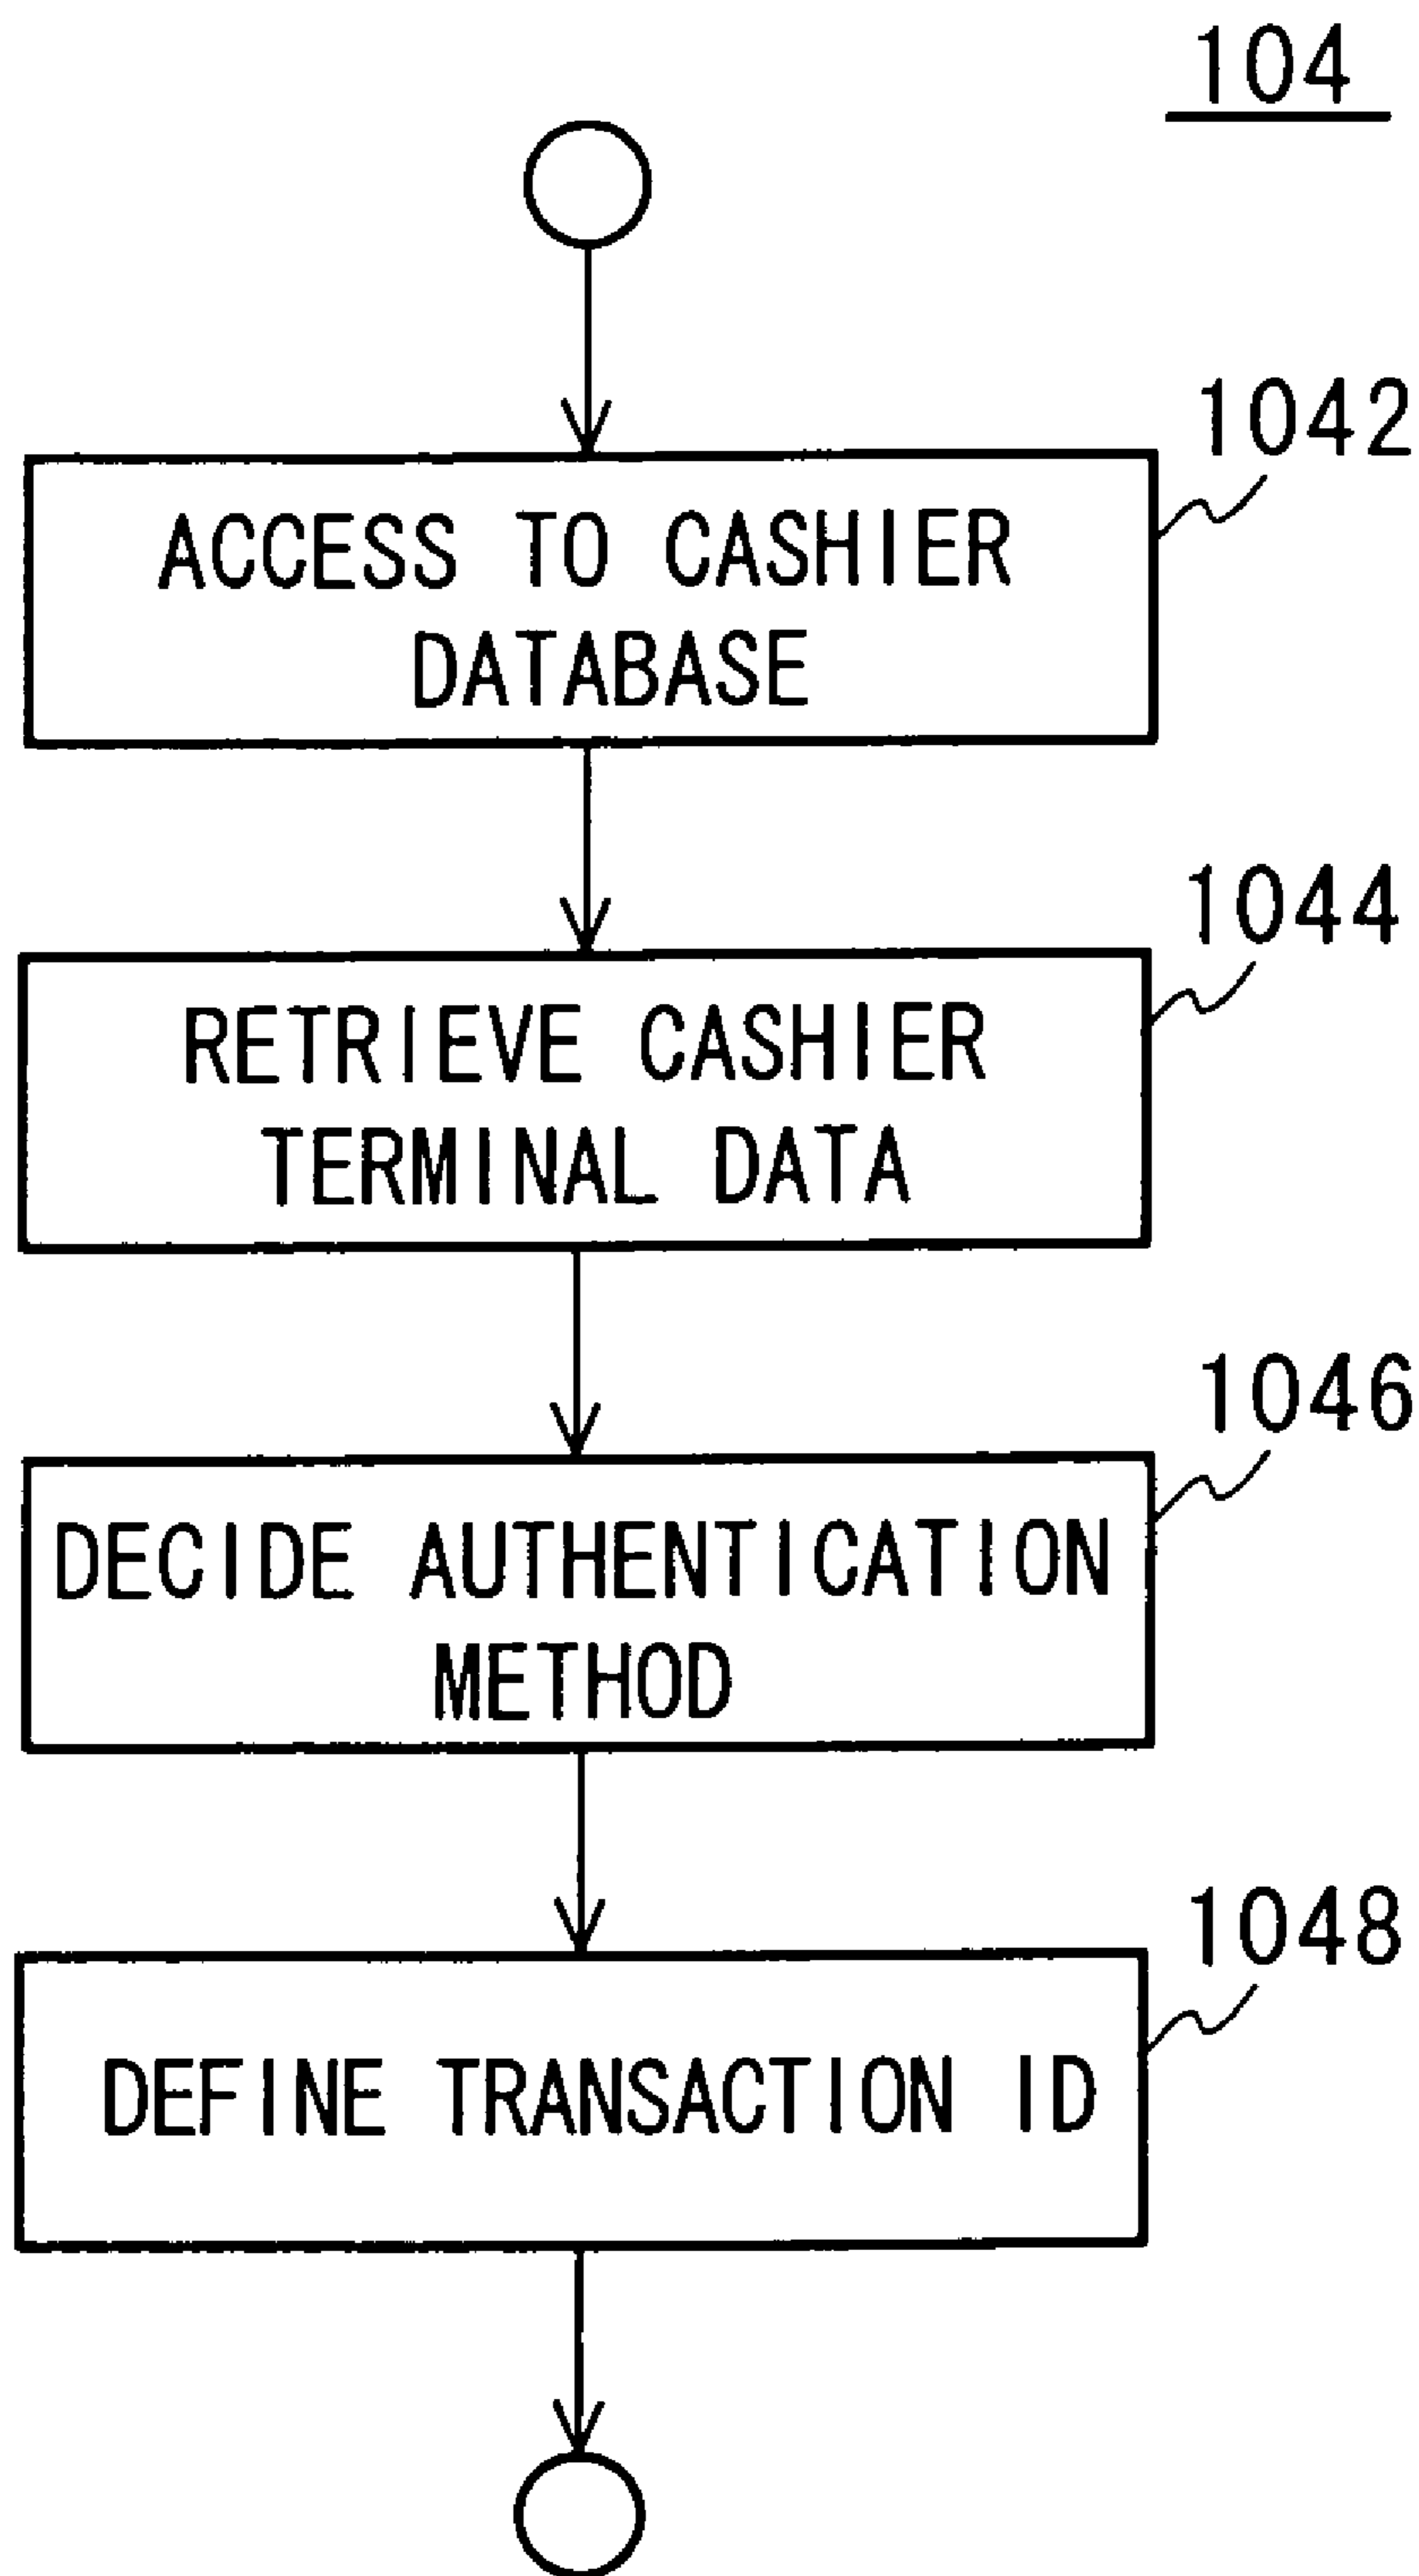 104
1042
ACCESS TO CASHIER
DATABASE
1044
RETRIEVE CASHIER
TERMINAL DATA
1046
DECIDE AUTHENTICATION
METHOD
1048
DEFINE TRANSACTION ID